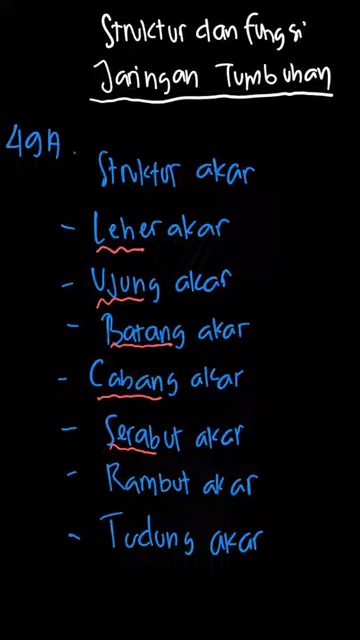 Struktur dan fungsi
Jaringan Tumbuhan
49A.
Struktur akar
- Leher akar
- Ujung akar
- Batang akar
- Cabang akar
- Serabut akar
- Rambut akar
- Tudung akar